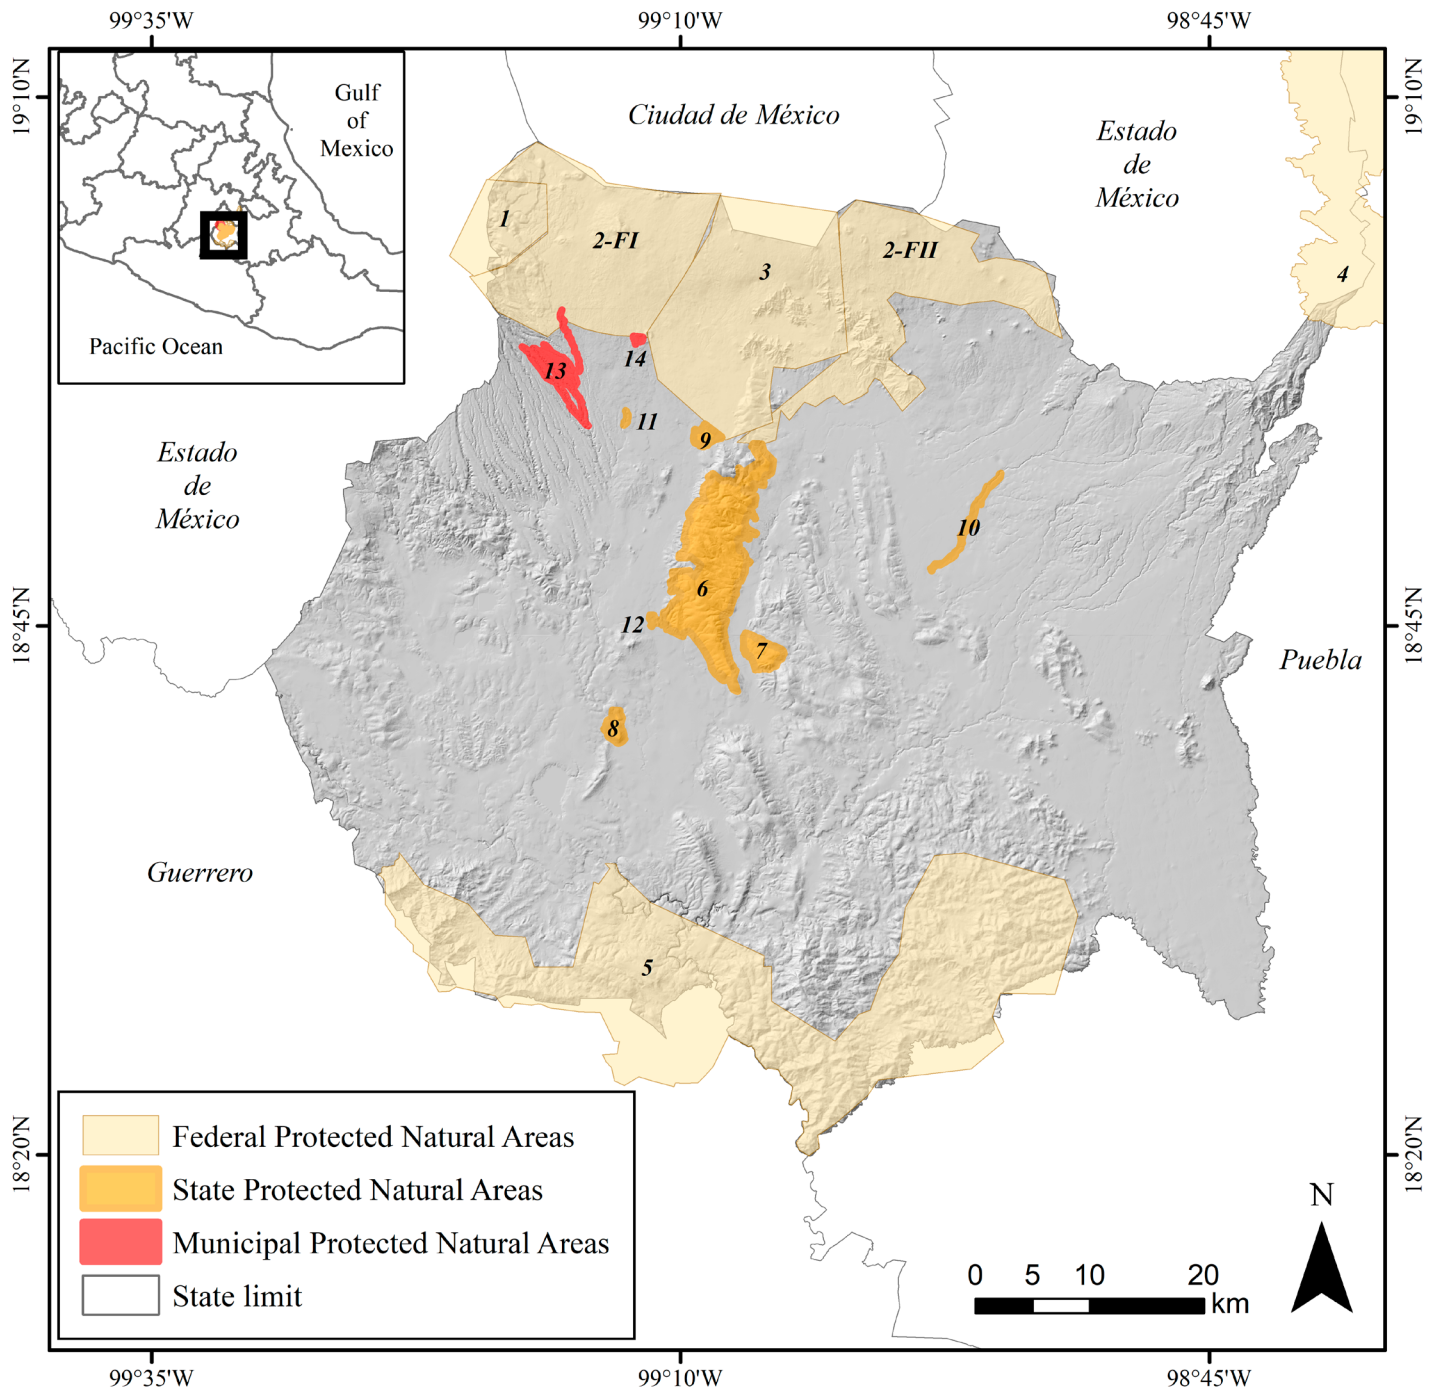 99°35'W
99°10'W
98°45'W
19°10'N
19°10'N
Gulf
of
Mexico
Pacific Ocean
Ciudad de México
Estado
de
México
1
2-FI
3
2-FII
4
13
14
11
9
Estado
de
México
10
6
12
7
18°45'N
18°45'N
Puebla
8
Guerrero
5
Federal Protected Natural Areas
State Protected Natural Areas
Municipal Protected Natural Areas
State limit
18°20'N
18°20'N
N
0 5 10 20
km
99°35'W
99°10'W
98°45'W